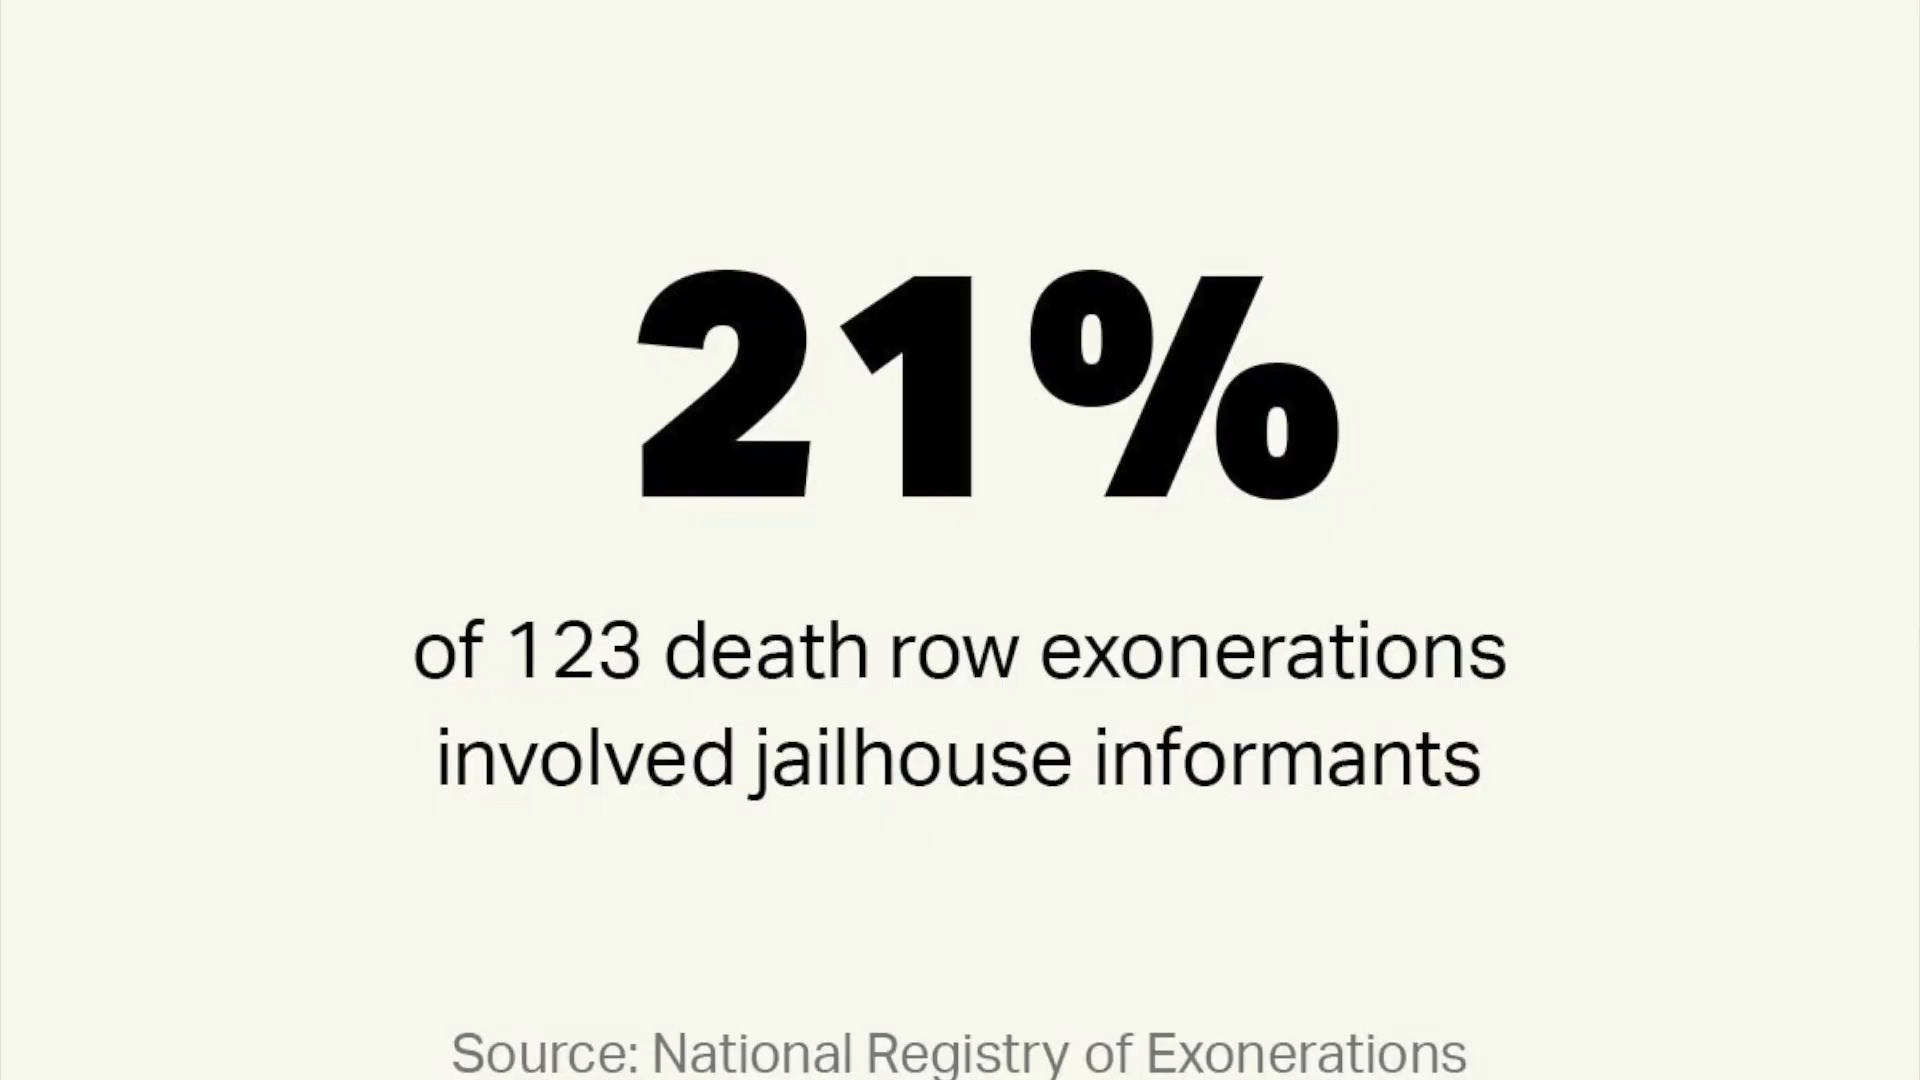 21%
of 123 death row exonerations
involved jailhouse informants
Source: National Registry of Exonerations